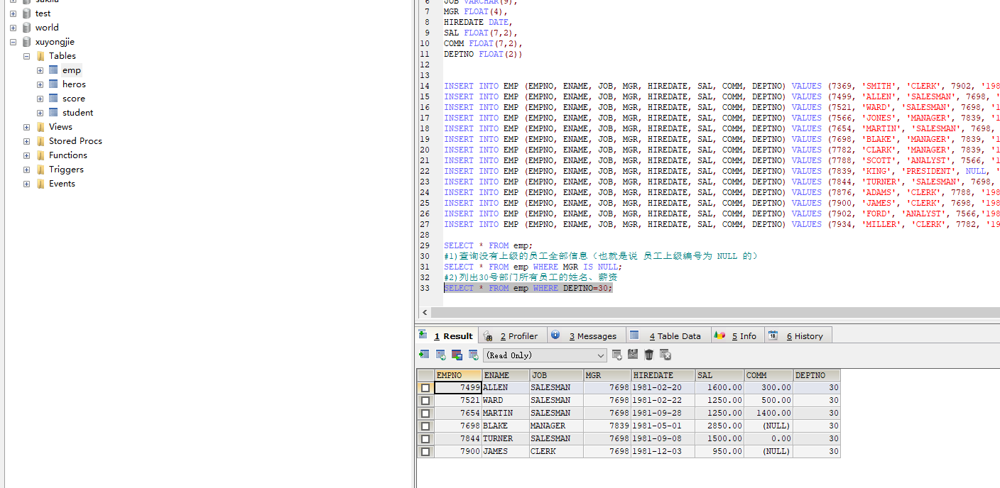 sakila
test
world
xuyongjie
Tables
emp
heros
score
student
Views
Stored Procs
Functions
Triggers
Events
6 JOB VARCHAR(9),
7 MGR FLOAT(4),
8 HIREDATE DATE,
9 SAL FLOAT(7,2),
10 COMM FLOAT(7,2),
11 DEPTNO FLOAT(2))
12
13
14 INSERT INTO EMP (EMPNO, ENAME, JOB, MGR, HIREDATE, SAL, COMM, DEPTNO) VALUES (7369, 'SMITH', 'CLERK', 7902, '198
15 INSERT INTO EMP (EMPNO, ENAME, JOB, MGR, HIREDATE, SAL, COMM, DEPTNO) VALUES (7499, 'ALLEN', 'SALESMAN', 7698, '
16 INSERT INTO EMP (EMPNO, ENAME, JOB, MGR, HIREDATE, SAL, COMM, DEPTNO) VALUES (7521, 'WARD', 'SALESMAN', 7698, '1
17 INSERT INTO EMP (EMPNO, ENAME, JOB, MGR, HIREDATE, SAL, COMM, DEPTNO) VALUES (7566, 'JONES', 'MANAGER', 7839, '1
18 INSERT INTO EMP (EMPNO, ENAME, JOB, MGR, HIREDATE, SAL, COMM, DEPTNO) VALUES (7654, 'MARTIN', 'SALESMAN', 7698,
19 INSERT INTO EMP (EMPNO, ENAME, JOB, MGR, HIREDATE, SAL, COMM, DEPTNO) VALUES (7698, 'BLAKE', 'MANAGER', 7839, '1
20 INSERT INTO EMP (EMPNO, ENAME, JOB, MGR, HIREDATE, SAL, COMM, DEPTNO) VALUES (7782, 'CLARK', 'MANAGER', 7839, '1
21 INSERT INTO EMP (EMPNO, ENAME, JOB, MGR, HIREDATE, SAL, COMM, DEPTNO) VALUES (7788, 'SCOTT', 'ANALYST', 7566, '1
22 INSERT INTO EMP (EMPNO, ENAME, JOB, MGR, HIREDATE, SAL, COMM, DEPTNO) VALUES (7839, 'KING', 'PRESIDENT', NULL, '
23 INSERT INTO EMP (EMPNO, ENAME, JOB, MGR, HIREDATE, SAL, COMM, DEPTNO) VALUES (7844, 'TURNER', 'SALESMAN', 7698,
24 INSERT INTO EMP (EMPNO, ENAME, JOB, MGR, HIREDATE, SAL, COMM, DEPTNO) VALUES (7876, 'ADAMS', 'CLERK', 7788, '198
25 INSERT INTO EMP (EMPNO, ENAME, JOB, MGR, HIREDATE, SAL, COMM, DEPTNO) VALUES (7900, 'JAMES', 'CLERK', 7698, '198
26 INSERT INTO EMP (EMPNO, ENAME, JOB, MGR, HIREDATE, SAL, COMM, DEPTNO) VALUES (7902, 'FORD', 'ANALYST', 7566,'198
27 INSERT INTO EMP (EMPNO, ENAME, JOB, MGR, HIREDATE, SAL, COMM, DEPTNO) VALUES (7934, 'MILLER', 'CLERK', 7782, '19
28
29 SELECT * FROM emp;
30 #1)查询没有上级的员工全部信息（也就是说 员工上级编号为 NULL 的）
31 SELECT * FROM emp WHERE MGR IS NULL;
32 #2)列出30号部门所有员工的姓名、薪资
33 SELECT * FROM emp WHERE DEPTNO=30;
1 Result 2 Profiler 3 Messages 4 Table Data 5 Info 18 6 History
(Read Only)
EMPNO ENAME JOB MGR HIREDATE SAL COMM DEPTNO
7499 ALLEN SALESMAN 7698 1981-02-20 1600.00 300.00 30
7521 WARD SALESMAN 7698 1981-02-22 1250.00 500.00 30
7654 MARTIN SALESMAN 7698 1981-09-28 1250.00 1400.00 30
7698 BLAKE MANAGER 7839 1981-05-01 2850.00 (NULL) 30
7844 TURNER SALESMAN 7698 1981-09-08 1500.00 0.00 30
7900 JAMES CLERK 7698 1981-12-03 950.00 (NULL) 30